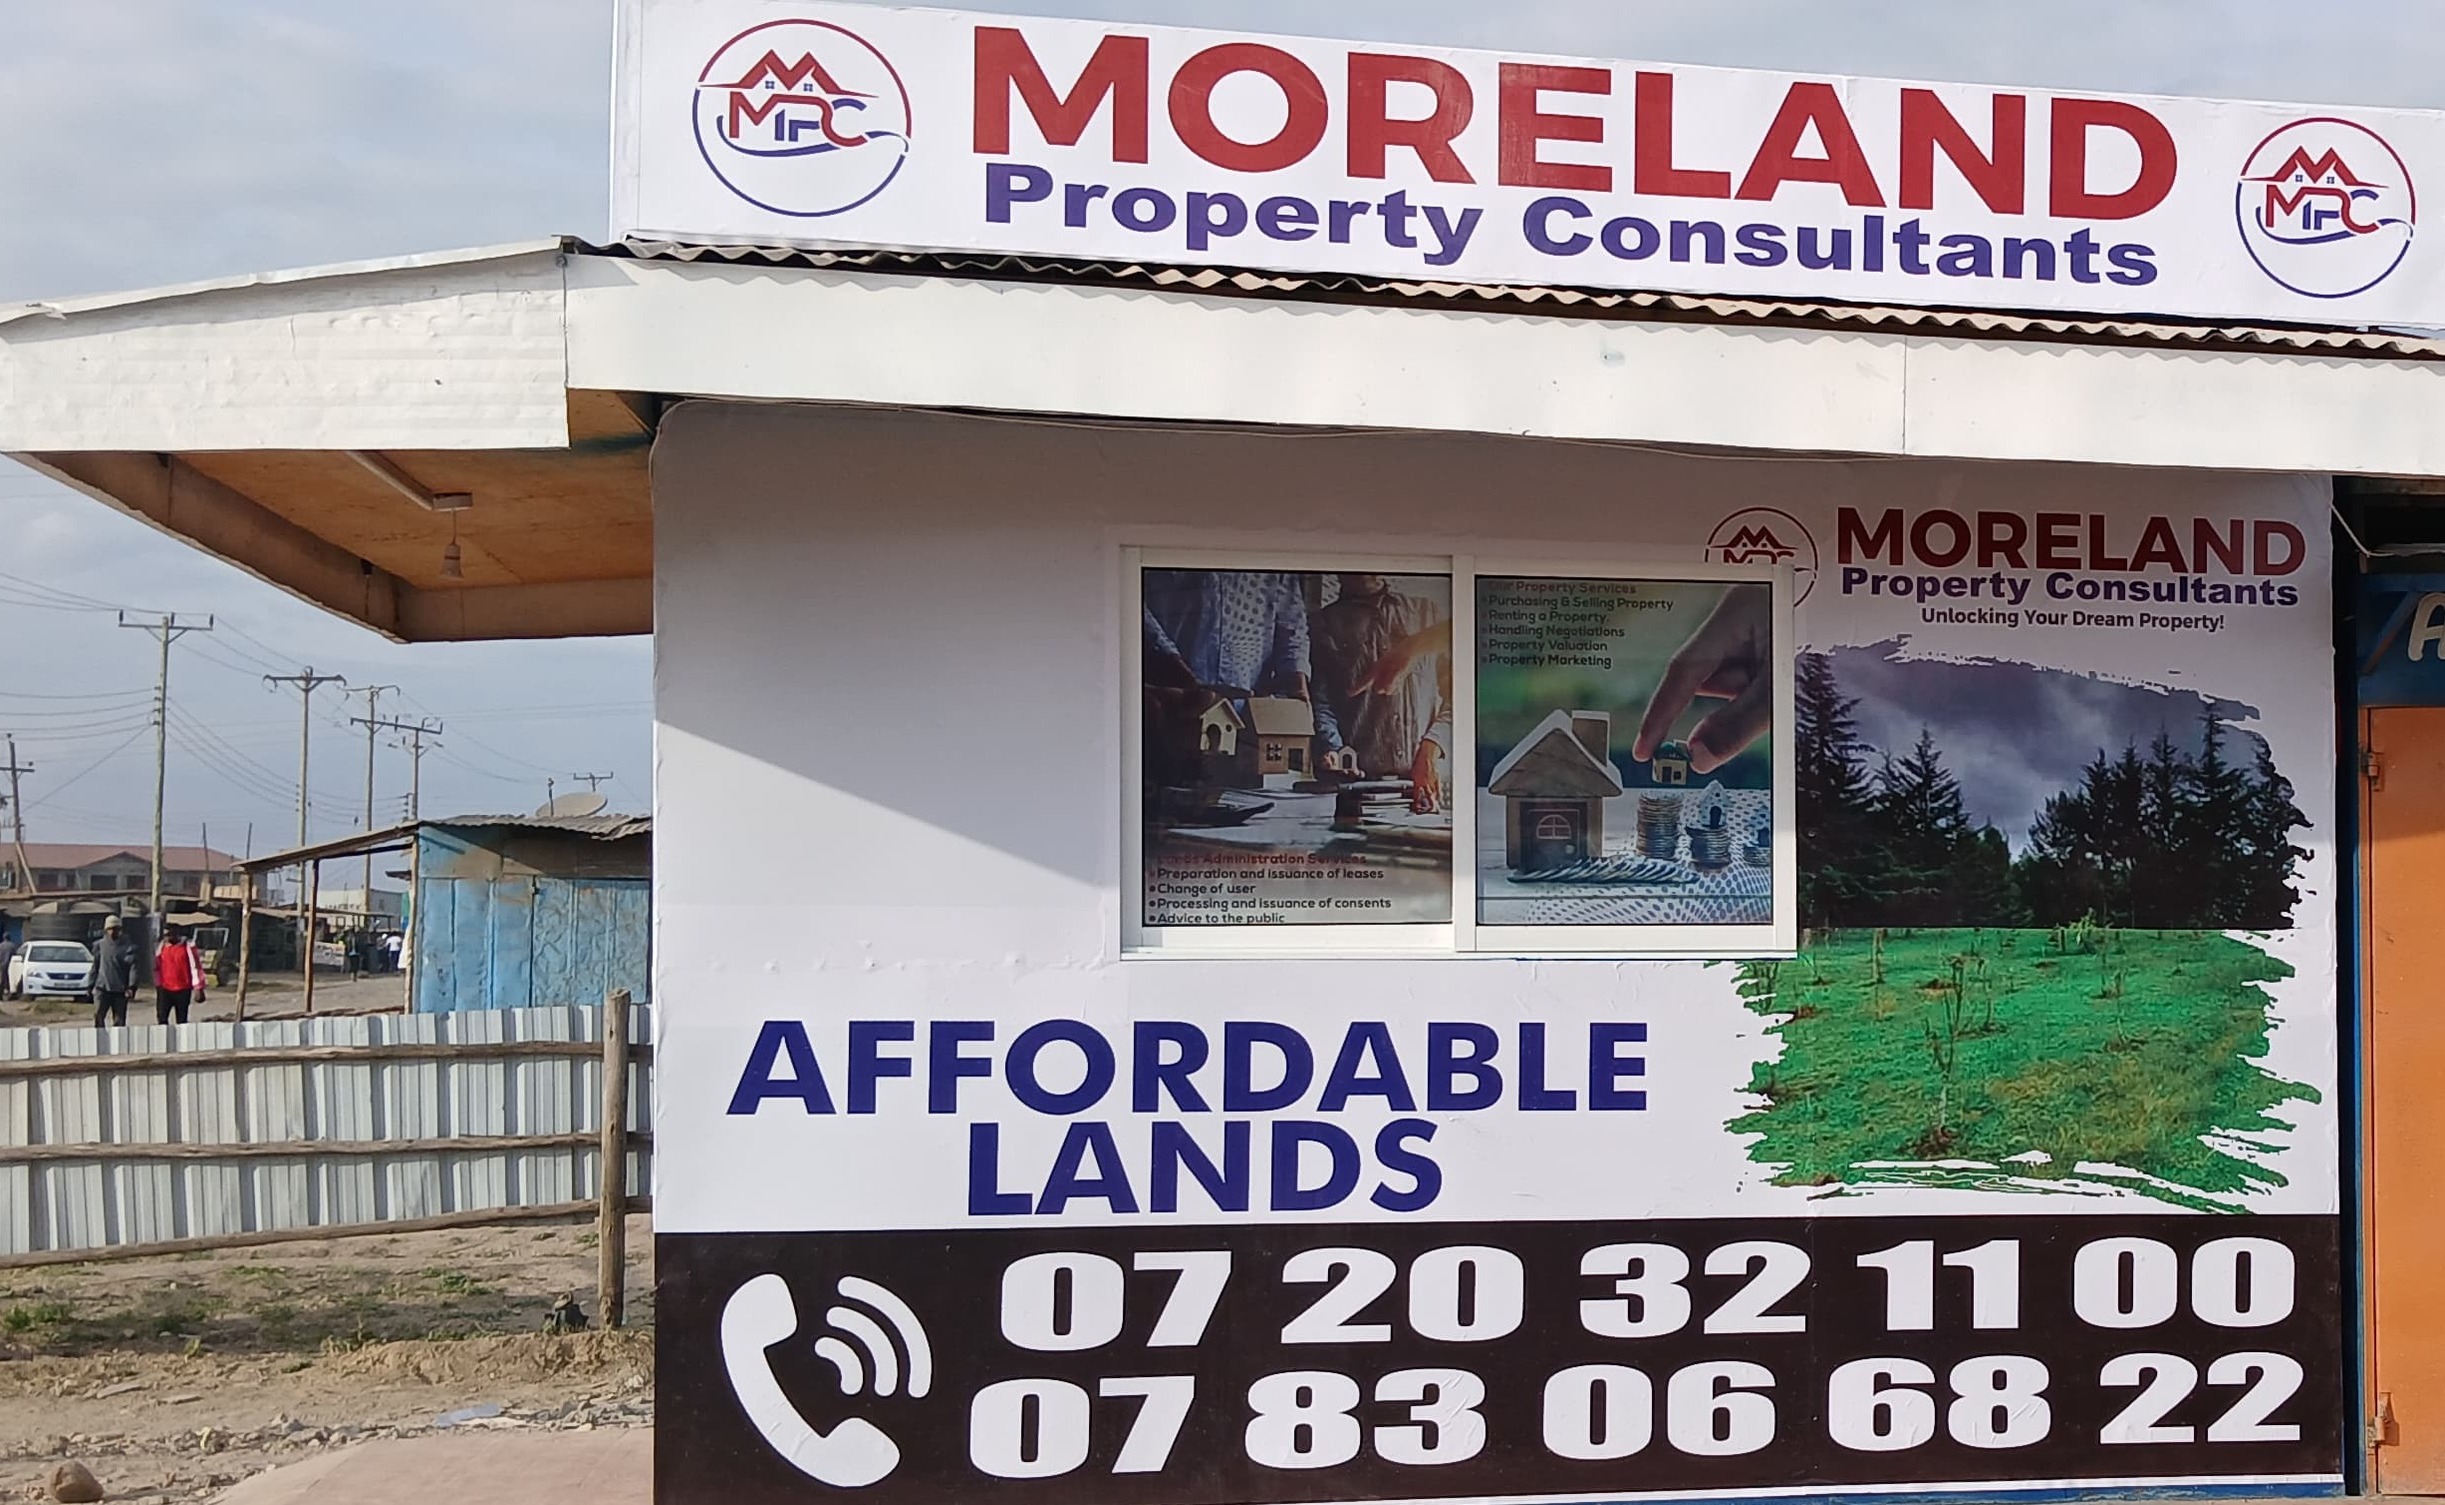 MPC
MORELAND
Property Consultants
MPC
MORELAND
Property Consultants
Unlocking Your Dream Property!
Our Property Services
Purchasing & Selling Property
Renting a Property.
Handling Negotiations
Property Valuation
Property Marketing
Lands Administration Services
Preparation and issuance of leases
Change of user
Processing and issuance of consents
Advice to the public
AFFORDABLE
LANDS
07 20 32 11 00
07 83 06 68 22